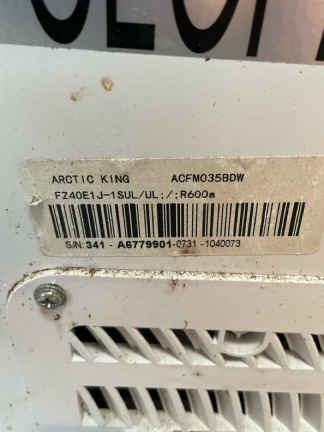 ARCTIC KING ACFM035BDW
FZ40E1J-1SUL/UL;/;R600a
S/N: 341 - A6779901-0731 -1040073